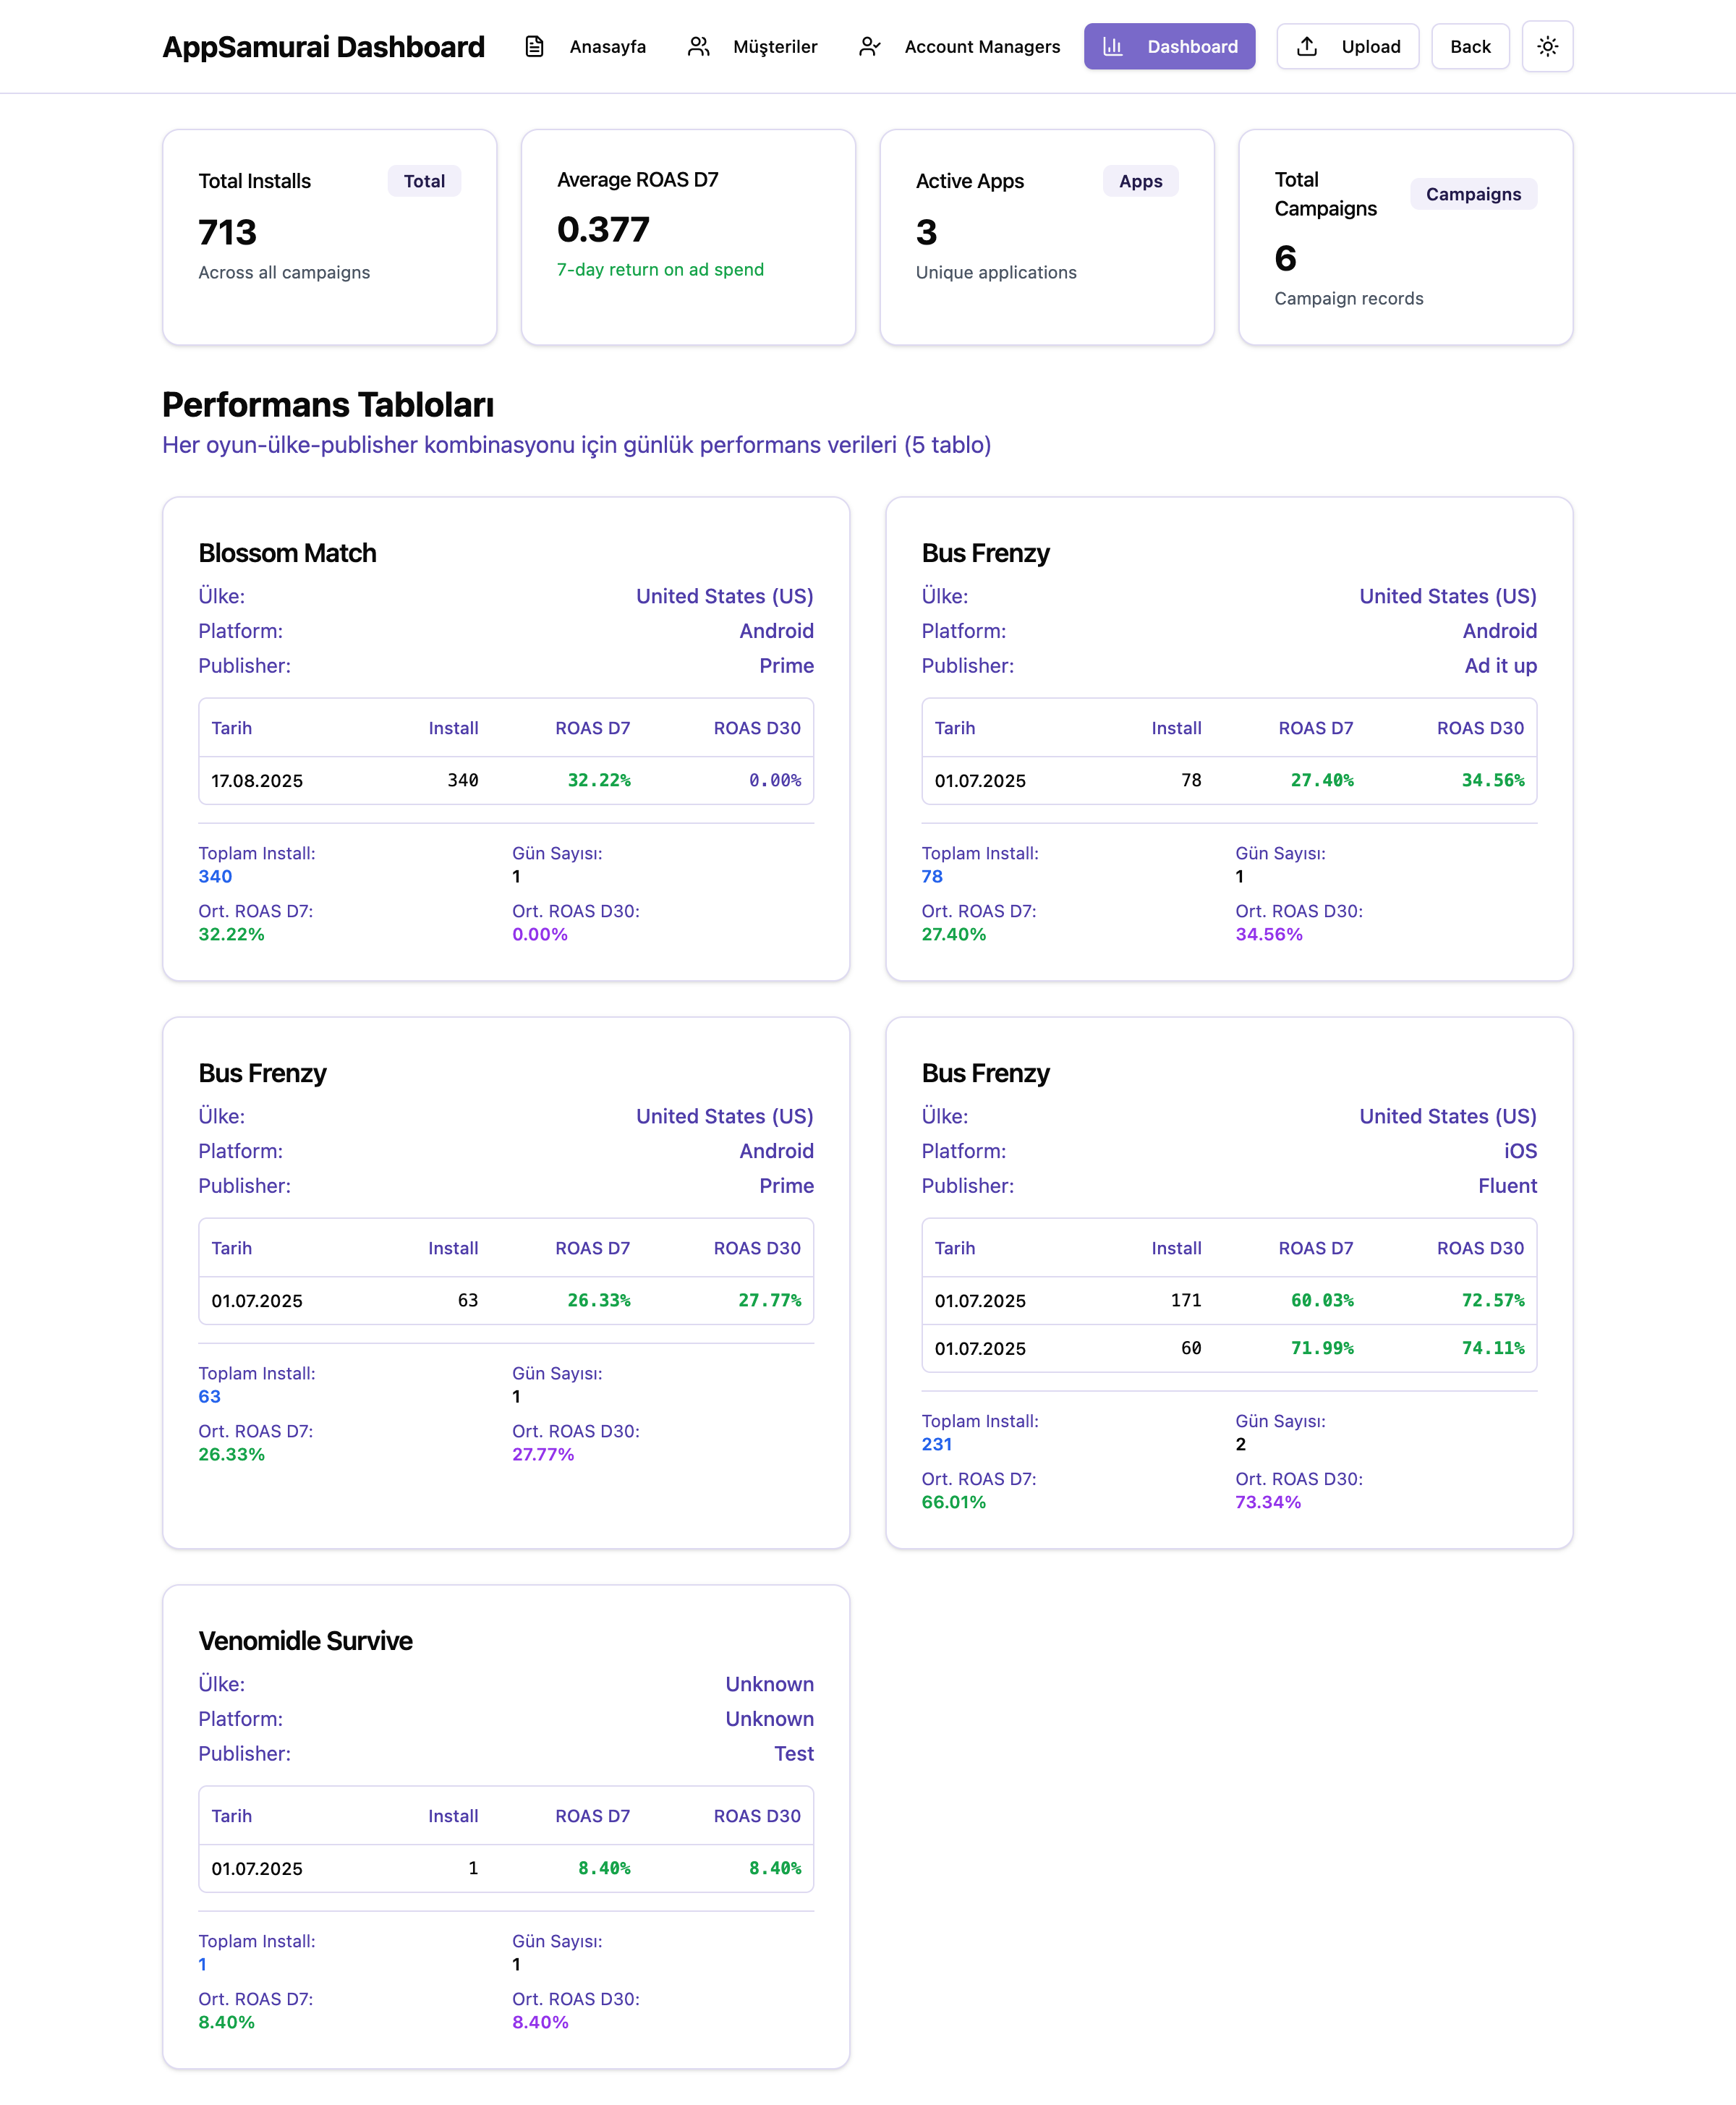 AppSamurai Dashboard Anasayfa Müşteriler Account Managers Dashboard Upload Back
Total Installs Total
713
Across all campaigns
Average ROAS D7
0.377
7-day return on ad spend
Active Apps Apps
3
Unique applications
Total Campaigns Campaigns
6
Campaign records
Performans Tabloları
Her oyun-ülke-publisher kombinasyonu için günlük performans verileri (5 tablo)
Blossom Match
Ülke: United States (US)
Platform: Android
Publisher: Prime
Tarih Install ROAS D7 ROAS D30
17.08.2025 340 32.22% 0.00%
Toplam Install: Gün Sayısı:
340 1
Ort. ROAS D7: Ort. ROAS D30:
32.22% 0.00%
Bus Frenzy
Ülke: United States (US)
Platform: Android
Publisher: Ad it up
Tarih Install ROAS D7 ROAS D30
01.07.2025 78 27.40% 34.56%
Toplam Install: Gün Sayısı:
78 1
Ort. ROAS D7: Ort. ROAS D30:
27.40% 34.56%
Bus Frenzy
Ülke: United States (US)
Platform: Android
Publisher: Prime
Tarih Install ROAS D7 ROAS D30
01.07.2025 63 26.33% 27.77%
Toplam Install: Gün Sayısı:
63 1
Ort. ROAS D7: Ort. ROAS D30:
26.33% 27.77%
Bus Frenzy
Ülke: United States (US)
Platform: iOS
Publisher: Fluent
Tarih Install ROAS D7 ROAS D30
01.07.2025 171 60.03% 72.57%
01.07.2025 60 71.99% 74.11%
Toplam Install: Gün Sayısı:
231 2
Ort. ROAS D7: Ort. ROAS D30:
66.01% 73.34%
Venomidle Survive
Ülke: Unknown
Platform: Unknown
Publisher: Test
Tarih Install ROAS D7 ROAS D30
01.07.2025 1 8.40% 8.40%
Toplam Install: Gün Sayısı:
1 1
Ort. ROAS D7: Ort. ROAS D30:
8.40% 8.40%